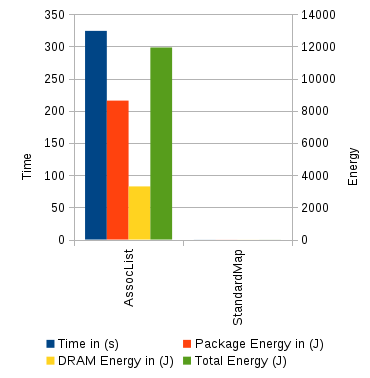 350 14000
300 12000
250 10000
200 8000
150 6000
100 4000
50 2000
0 0
Time
Energy
AssocList
StandardMap
Time in (s) Package Energy in (J)
DRAM Energy in (J) Total Energy (J)